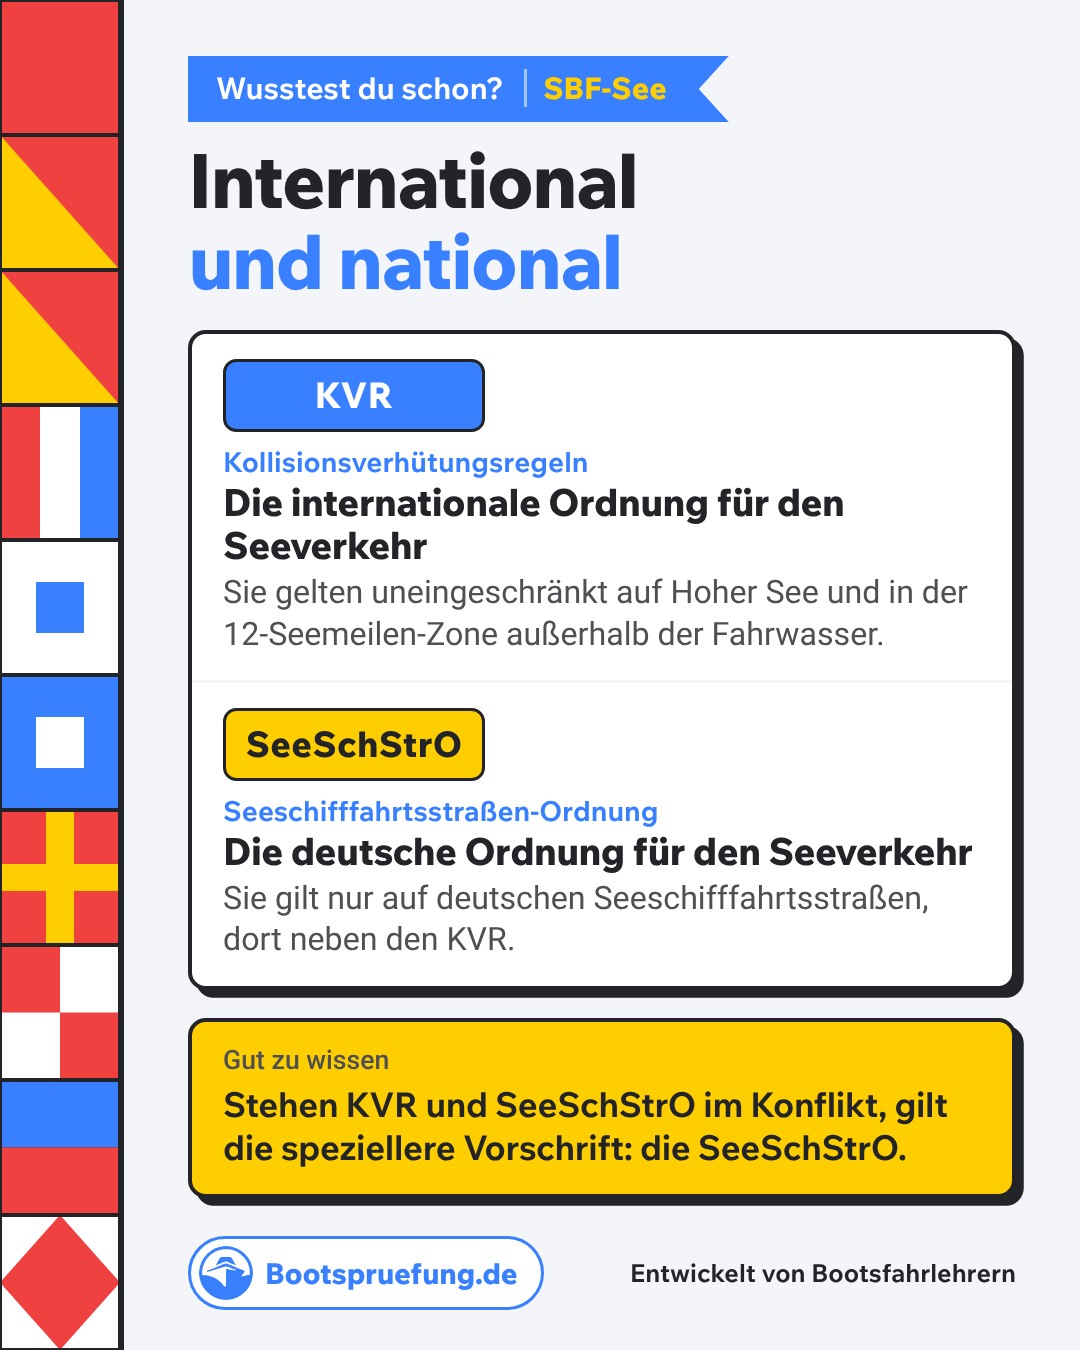 Wusstest du schon? SBF-See
International
und national
KVR
Kollisionsverhütungsregeln
Die internationale Ordnung für den
Seeverkehr
Sie gelten uneingeschränkt auf Hoher See und in der
12-Seemeilen-Zone außerhalb der Fahrwasser.
SeeSchStrO
Seeschifffahrtsstraßen-Ordnung
Die deutsche Ordnung für den Seeverkehr
Sie gilt nur auf deutschen Seeschifffahrtsstraßen,
dort neben den KVR.
Gut zu wissen
Stehen KVR und SeeSchStrO im Konflikt, gilt
die speziellere Vorschrift: die SeeSchStrO.
Bootspruefung.de
Entwickelt von Bootsfahrlehrern